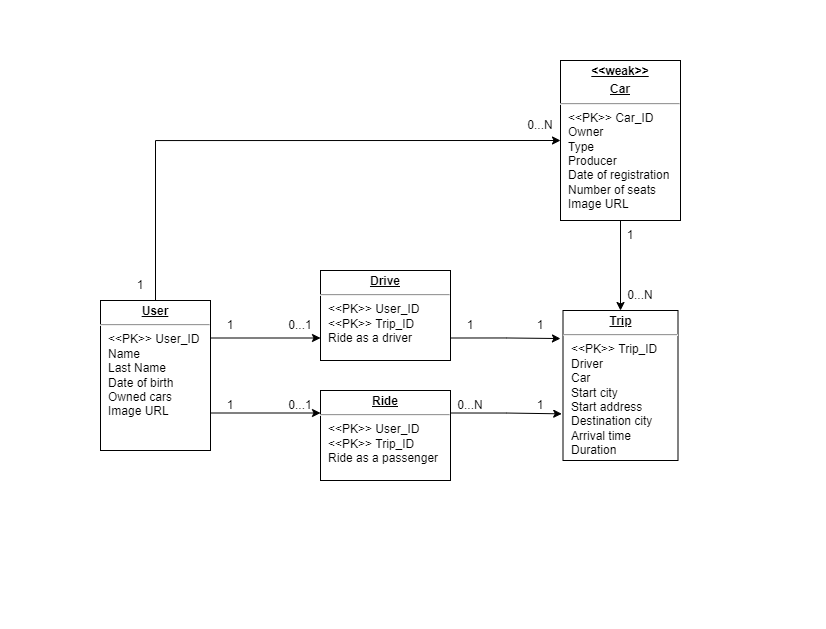 <<weak>>
Car
<<PK>> Car_ID
Owner
Type
Producer
Date of registration
Number of seats
Image URL
0...N
1
1
0...N
User
<<PK>> User_ID
Name
Last Name
Date of birth
Owned cars
Image URL
1
0...1
Drive
<<PK>> User_ID
<<PK>> Trip_ID
Ride as a driver
1
1
1
0...1
Ride
<<PK>> User_ID
<<PK>> Trip_ID
Ride as a passenger
0...N
1
Trip
<<PK>> Trip_ID
Driver
Car
Start city
Start address
Destination city
Arrival time
Duration